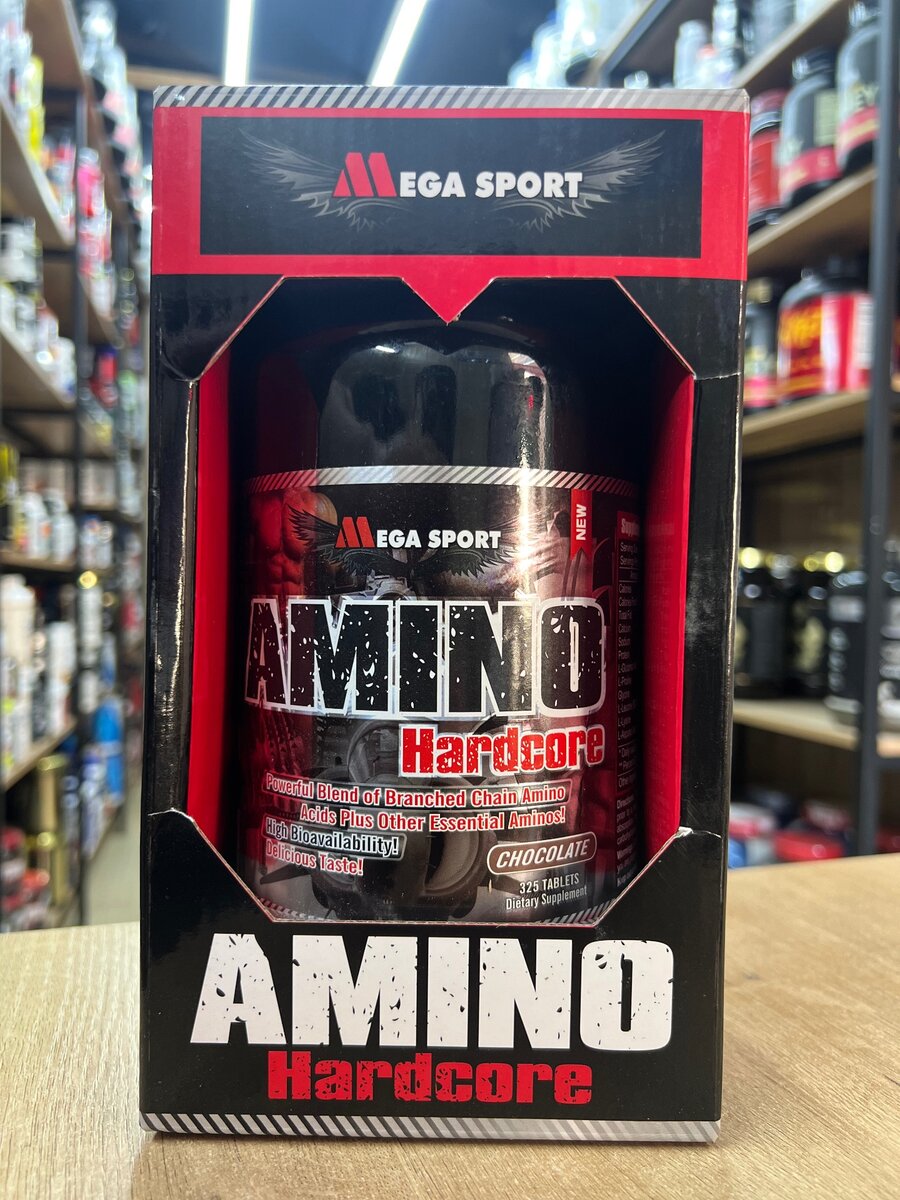 MEGA SPORT
MEGA SPORT
NEW
AMINO
Hardcore
Powerful Blend of Branched Chain Amino
Acids Plus Other Essential Aminos!
High Bioavailability!
Delicious Taste!
CHOCOLATE
325 TABLETS
Dietary Supplement
AMINO
Hardcore